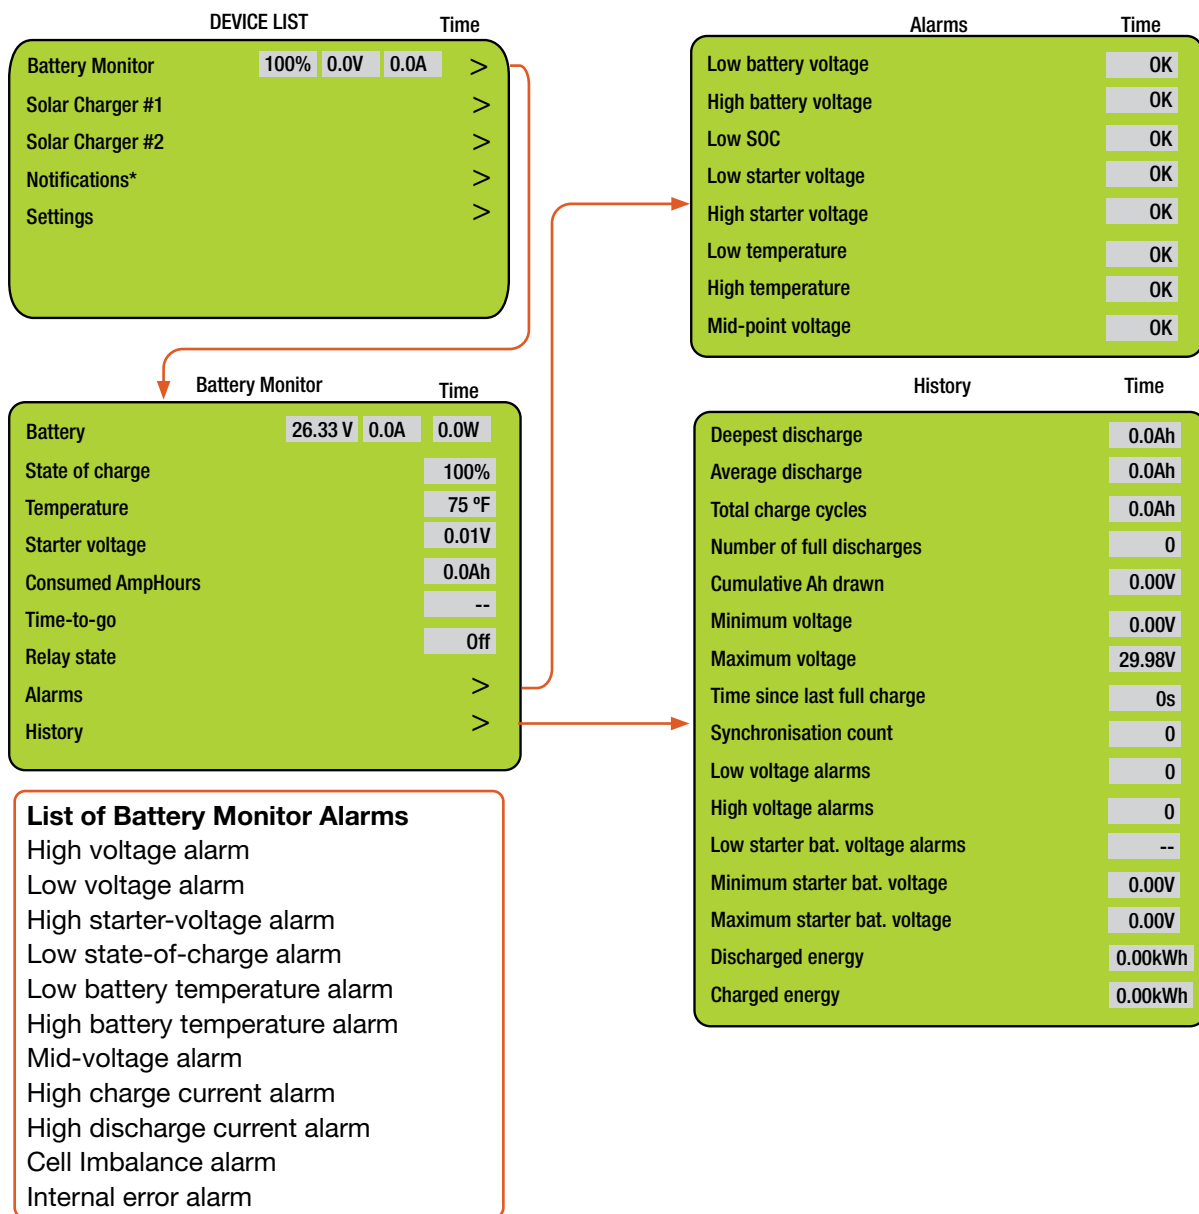 DEVICE LIST Time
Battery Monitor 100% 0.0V 0.0A >
Solar Charger #1 >
Solar Charger #2 >
Notifications* >
Settings >
Battery Monitor Time
Battery 26.33 V 0.0A 0.0W
State of charge 100%
Temperature 75 ºF
Starter voltage 0.01V
Consumed AmpHours 0.0Ah
Time-to-go --
Relay state Off
Alarms >
History >
List of Battery Monitor Alarms
High voltage alarm
Low voltage alarm
High starter-voltage alarm
Low state-of-charge alarm
Low battery temperature alarm
High battery temperature alarm
Mid-voltage alarm
High charge current alarm
High discharge current alarm
Cell Imbalance alarm
Internal error alarm
Alarms Time
Low battery voltage OK
High battery voltage OK
Low SOC OK
Low starter voltage OK
High starter voltage OK
Low temperature OK
High temperature OK
Mid-point voltage OK
History Time
Deepest discharge 0.0Ah
Average discharge 0.0Ah
Total charge cycles 0.0Ah
Number of full discharges 0
Cumulative Ah drawn 0.00V
Minimum voltage 0.00V
Maximum voltage 29.98V
Time since last full charge 0s
Synchronisation count 0
Low voltage alarms 0
High voltage alarms 0
Low starter bat. voltage alarms --
Minimum starter bat. voltage 0.00V
Maximum starter bat. voltage 0.00V
Discharged energy 0.00kWh
Charged energy 0.00kWh